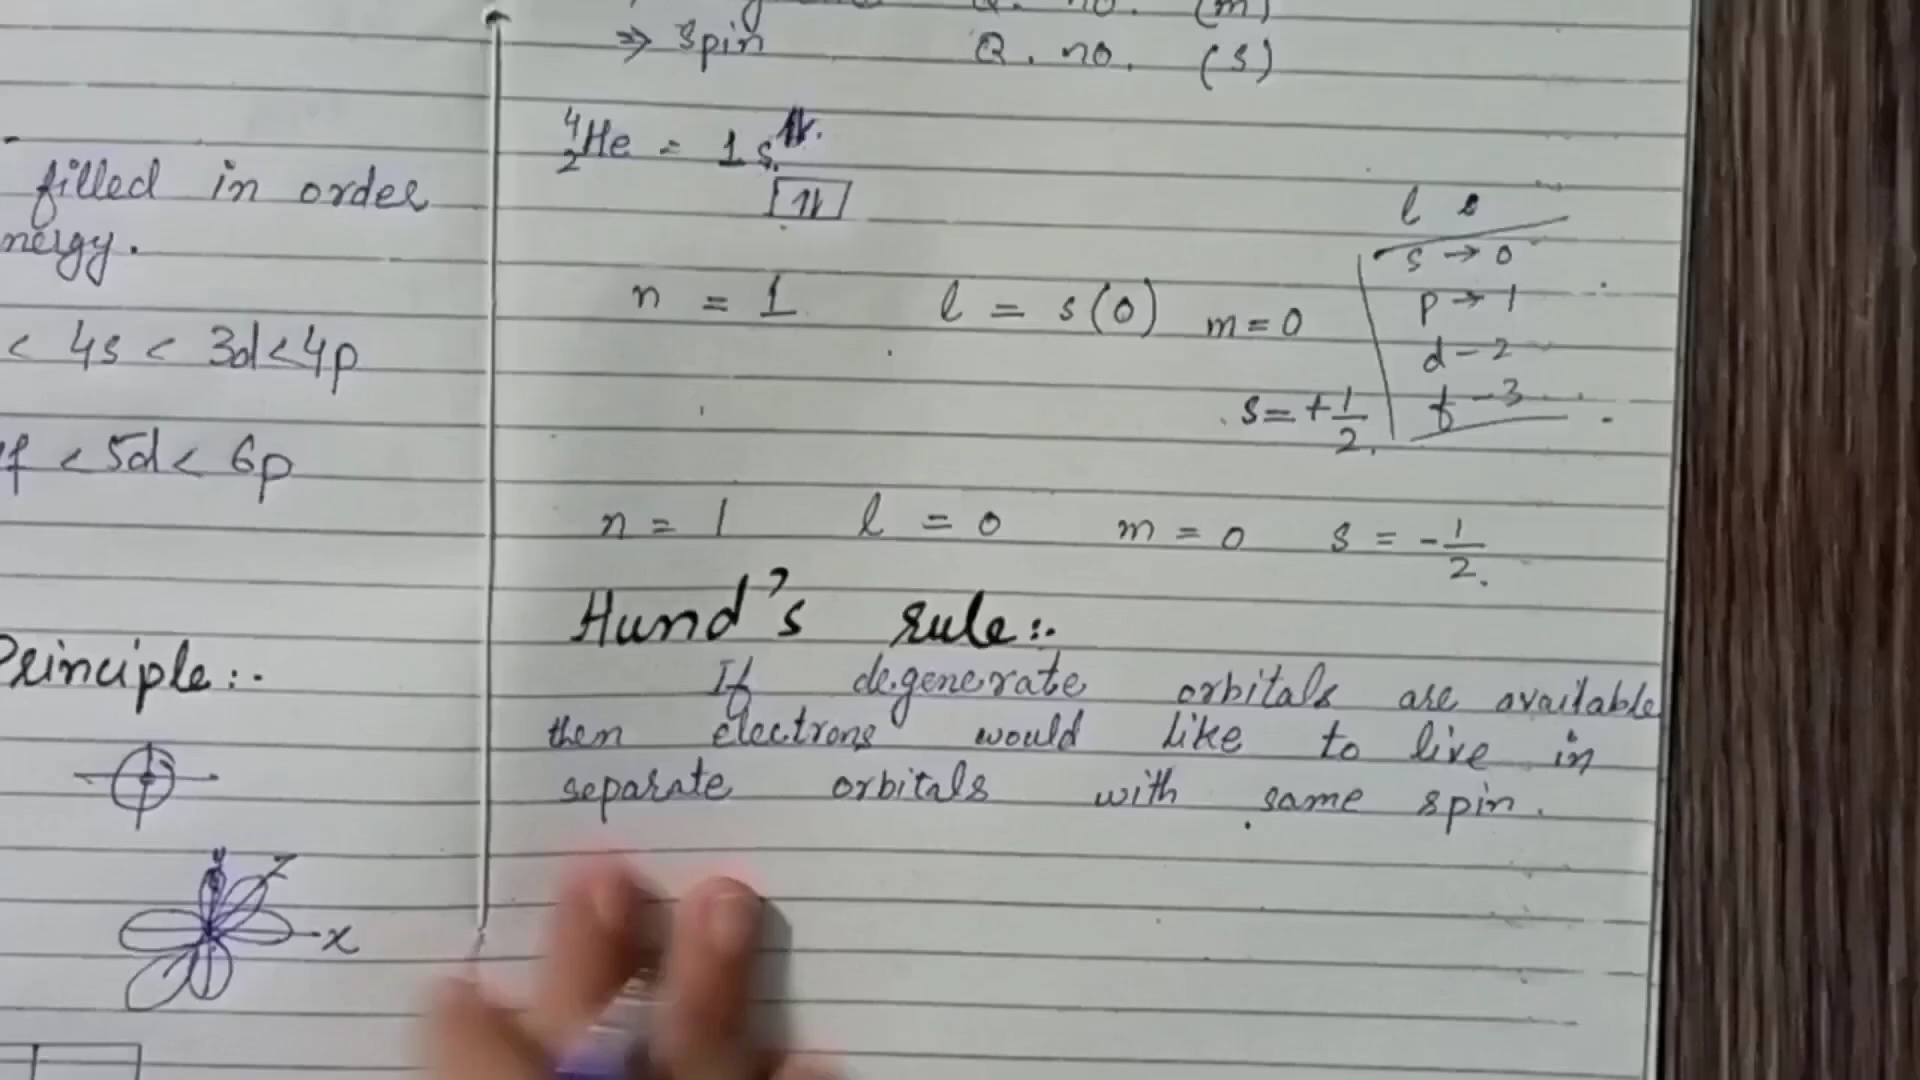 filled in order
nergy.
< 4s < 3d < 4p
f < 5d < 6p
Principle:-
y z
x
Q. no. (m)
⇒ Spin Q. no. (s)
⁴₂He = 1s
n = 1 l = s(0) m = 0
s = +1/2.
l s
s → 0
p → 1
d - 2
f - 3
n = 1 l = 0 m = 0 s = -1/2.
Hund's rule:-
If degenerate orbitals are available
then electrons would like to live in
separate orbitals with same spin.